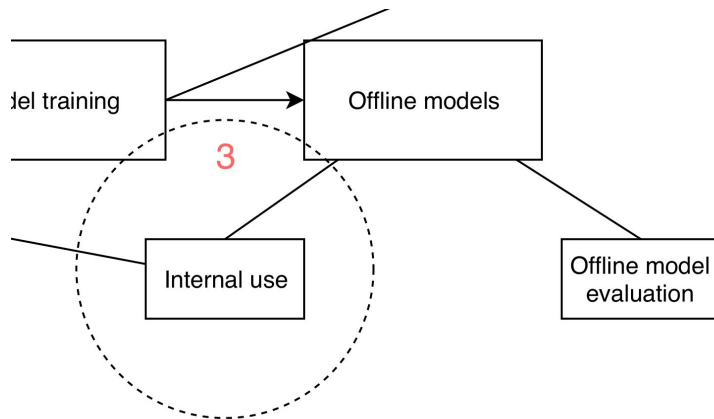 del training
Offline models
3
Internal use
Offline model
evaluation